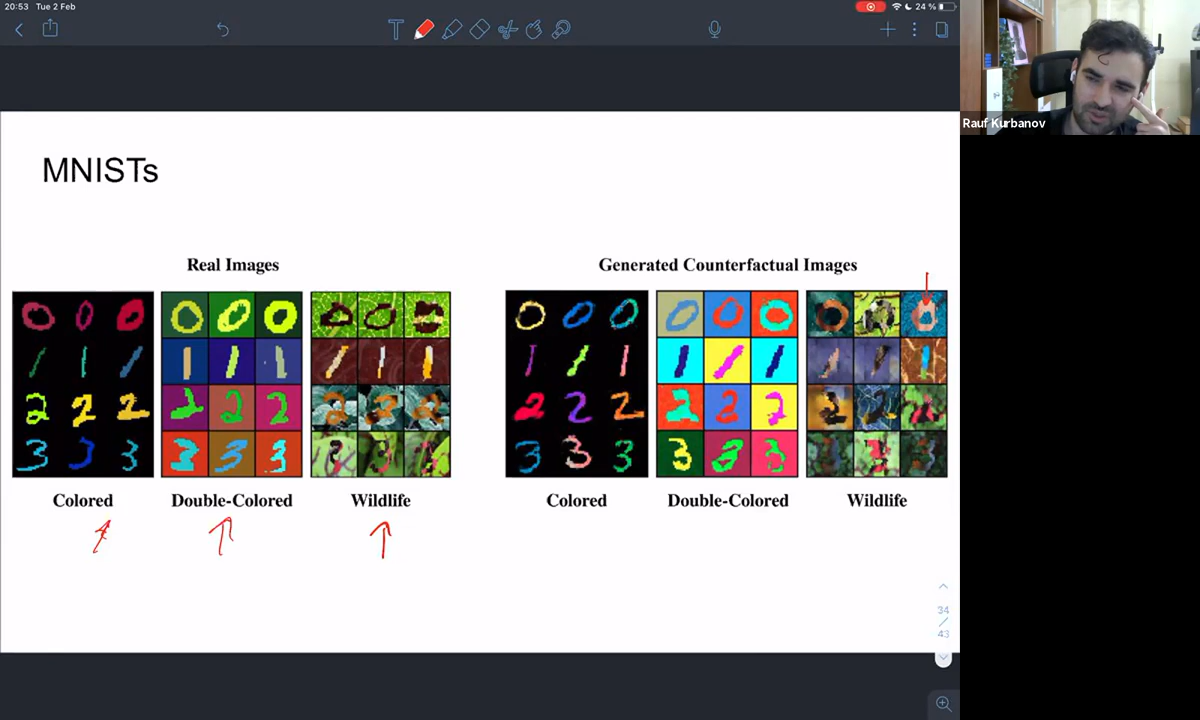 20:53 Tue 2 Feb
24 %
T
Rauf Kurbanov
MNISTs
Real Images
Generated Counterfactual Images
Colored
Double-Colored
Wildlife
Colored
Double-Colored
Wildlife
34
/
43